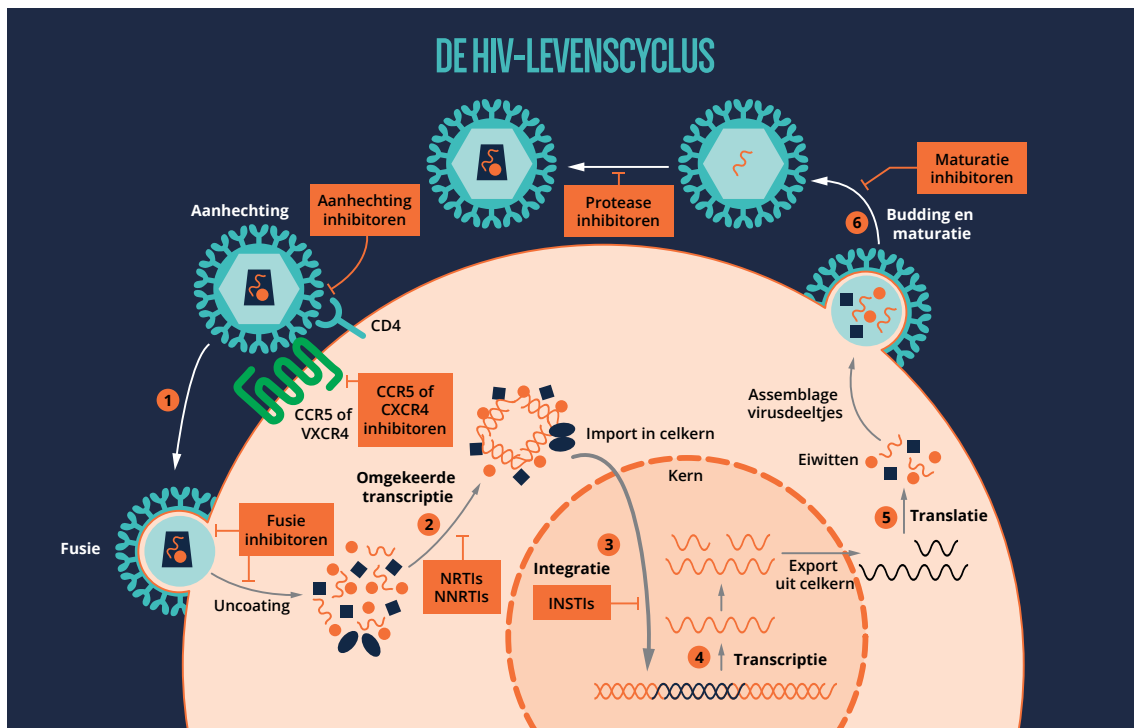 DE HIV-LEVENSCYCLUS
Aanhechting
Aanhechting
inhibitoren
Protease
inhibitoren
Maturatie
inhibitoren
6
Budding en
maturatie
CD4
1
CCR5 of
VXCR4
CCR5 of
CXCR4
inhibitoren
Import in celkern
Assemblage
virusdeeltjes
Omgekeerde
transcriptie
2
Kern
Eiwitten
Fusie
Fusie
inhibitoren
Uncoating
NRTIs
NNRTIs
3
Integratie
INSTIs
Export
uit celkern
5
Translatie
4
Transcriptie